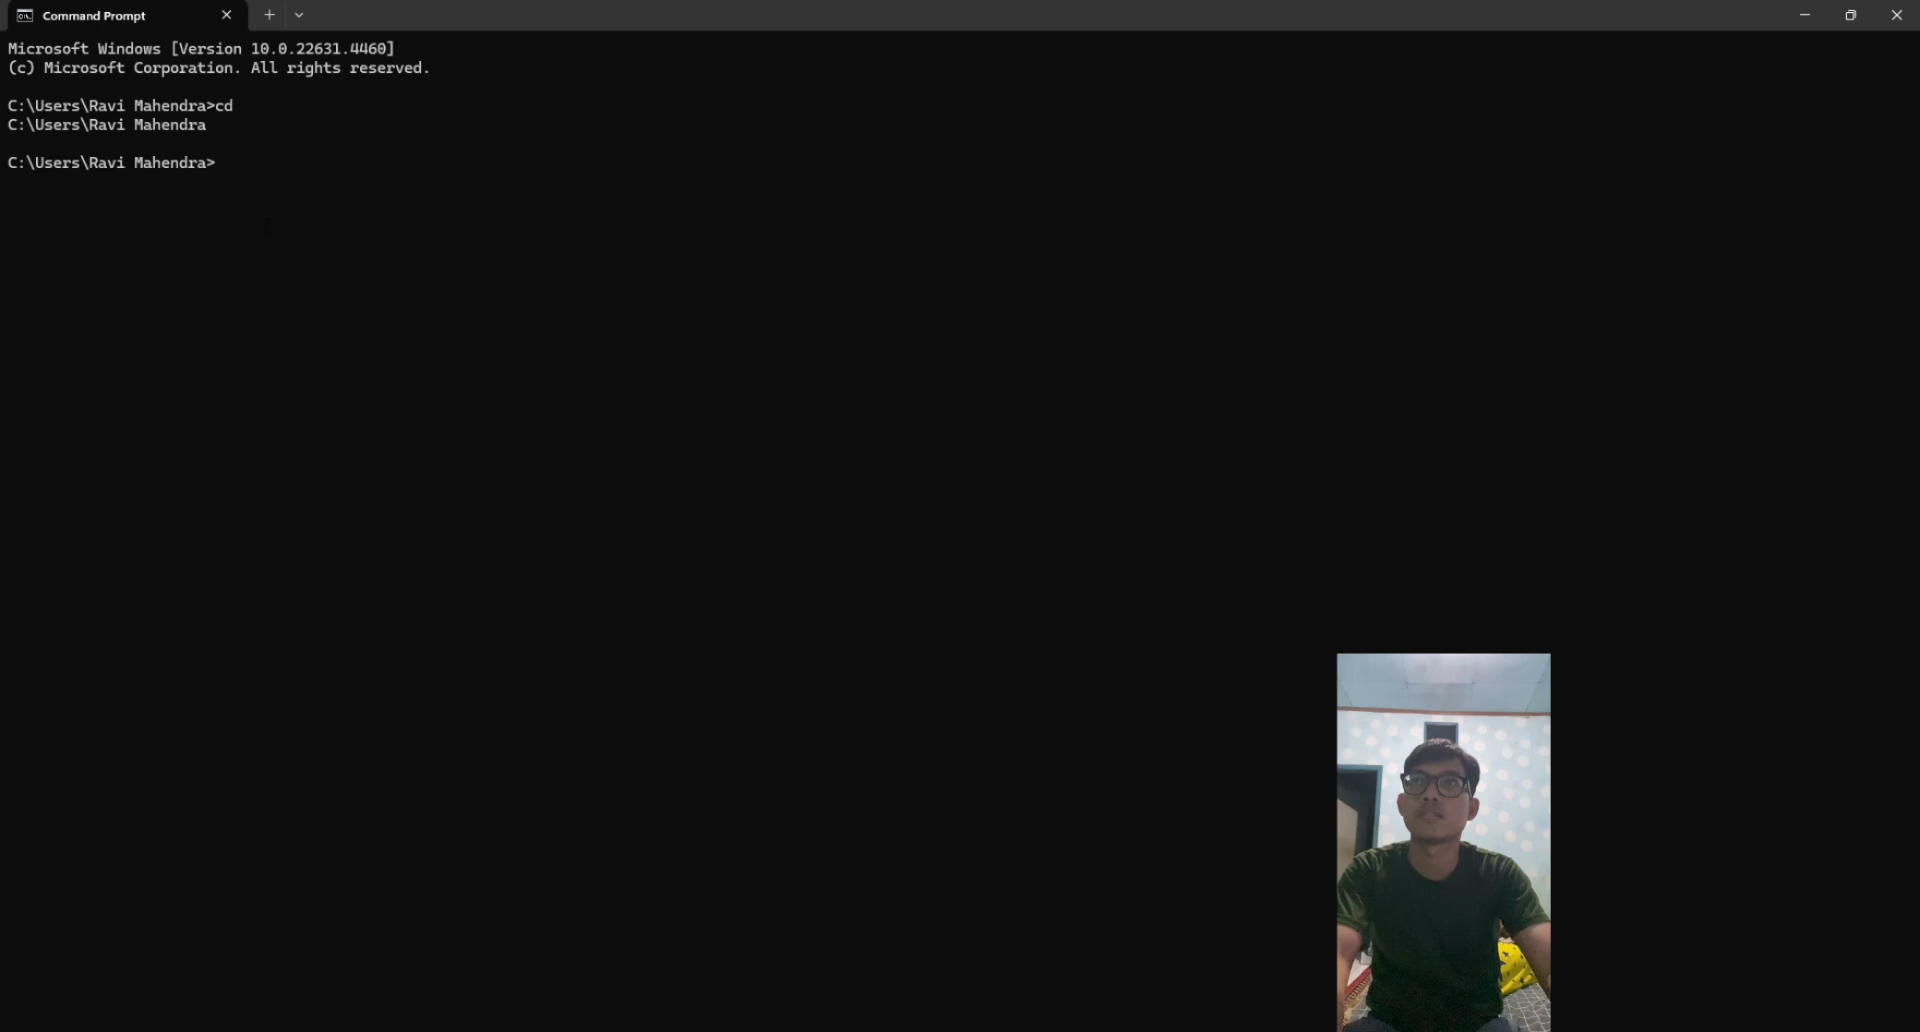 Command Prompt
Microsoft Windows [Version 10.0.22631.4460]
(c) Microsoft Corporation. All rights reserved.
C:\Users\Ravi Mahendra>cd
C:\Users\Ravi Mahendra
C:\Users\Ravi Mahendra>